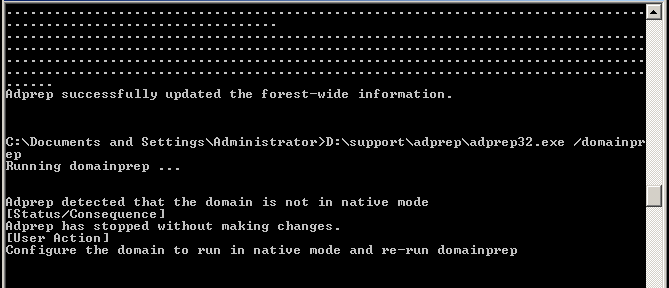 ................................................................................
..................................
................................................................................
................................................................................
................................................................................
................................................................................
......
Adprep successfully updated the forest-wide information.
C:\Documents and Settings\Administrator>D:\support\adprep\adprep32.exe /domainpr
ep
Running domainprep ...
Adprep detected that the domain is not in native mode
[Status/Consequence]
Adprep has stopped without making changes.
[User Action]
Configure the domain to run in native mode and re-run domainprep